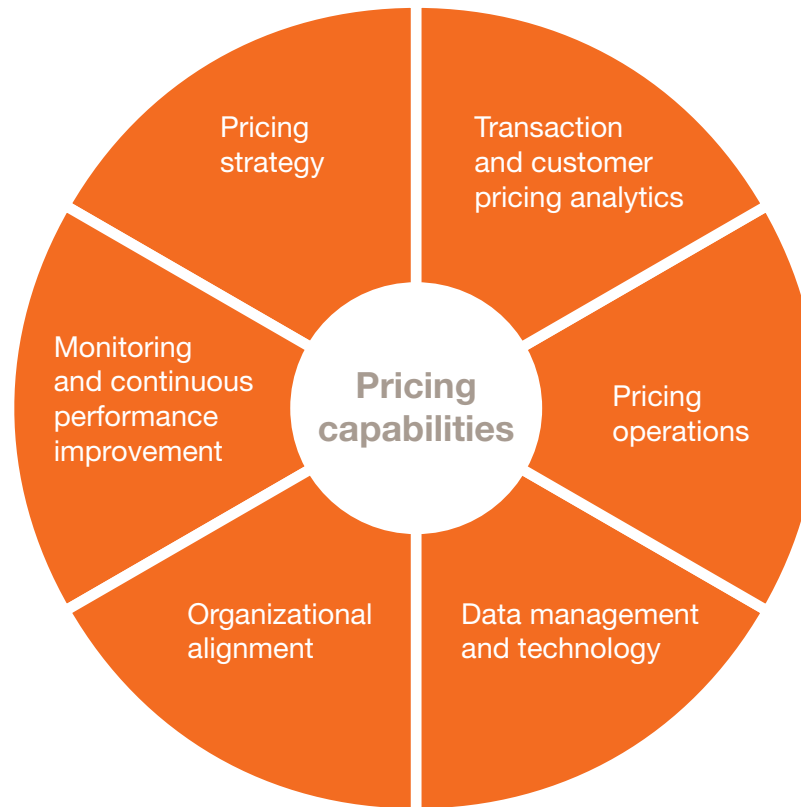 Pricing
strategy
Transaction
and customer
pricing analytics
Monitoring
and continuous
performance
improvement
Pricing
capabilities
Pricing
operations
Organizational
alignment
Data management
and technology